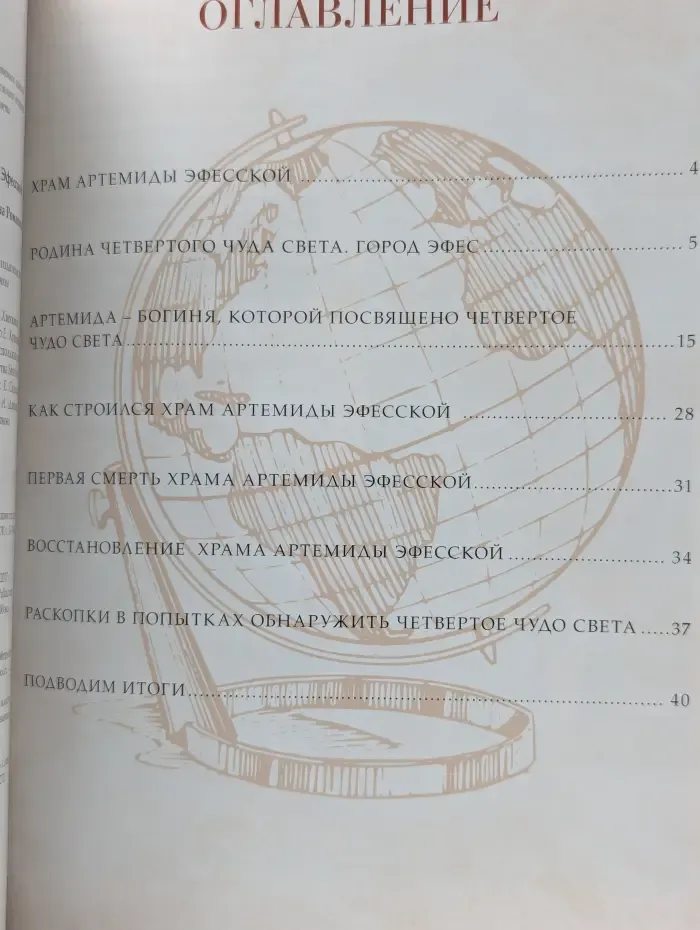 ОГЛАВЛЕНИЕ
ХРАМ АРТЕМИДЫ ЭФЕССКОЙ 4
РОДИНА ЧЕТВЕРТОГО ЧУДА СВЕТА. ГОРОД ЭФЕС 5
АРТЕМИДА – БОГИНЯ, КОТОРОЙ ПОСВЯЩЕНО ЧЕТВЕРТОЕ
ЧУДО СВЕТА 15
КАК СТРОИЛСЯ ХРАМ АРТЕМИДЫ ЭФЕССКОЙ 28
ПЕРВАЯ СМЕРТЬ ХРАМА АРТЕМИДЫ ЭФЕССКОЙ 31
ВОССТАНОВЛЕНИЕ ХРАМА АРТЕМИДЫ ЭФЕССКОЙ 34
РАСКОПКИ В ПОПЫТКАХ ОБНАРУЖИТЬ ЧЕТВЕРТОЕ ЧУДО СВЕТА 37
ПОДВОДИМ ИТОГИ 40